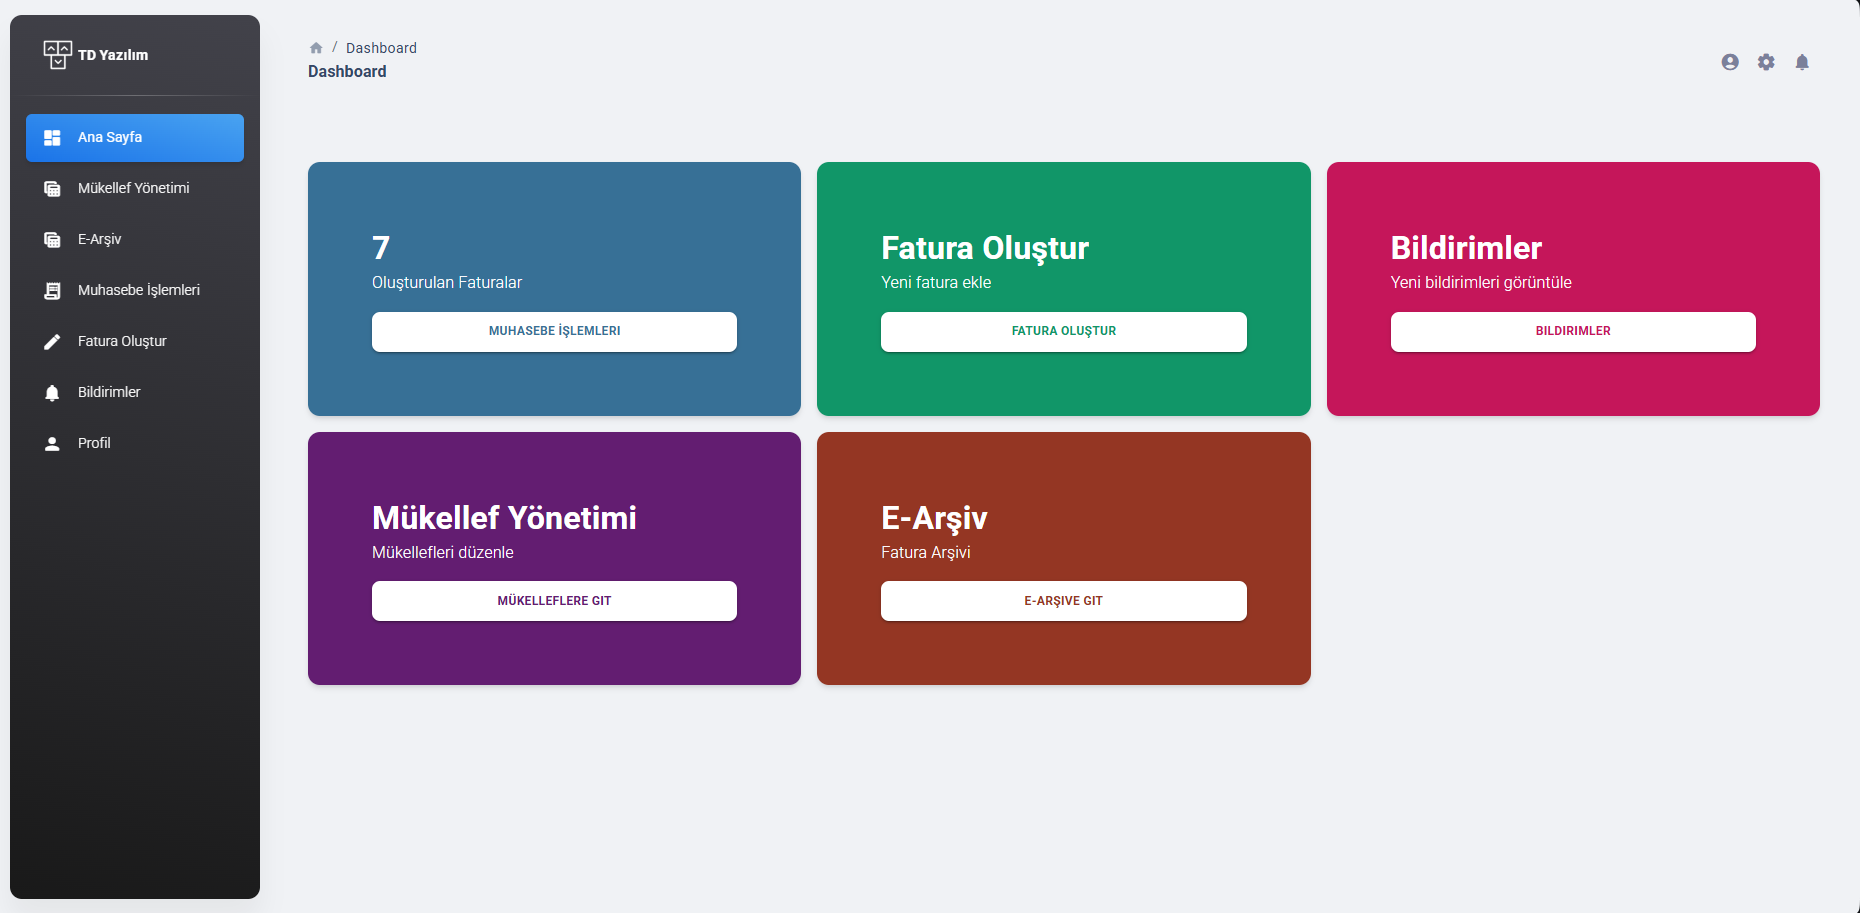 TD Yazılım
Ana Sayfa
Mükellef Yönetimi
E-Arşiv
Muhasebe İşlemleri
Fatura Oluştur
Bildirimler
Profil
/ Dashboard
Dashboard
7
Oluşturulan Faturalar
MUHASEBE İŞLEMLERI
Fatura Oluştur
Yeni fatura ekle
FATURA OLUŞTUR
Bildirimler
Yeni bildirimleri görüntüle
BILDIRIMLER
Mükellef Yönetimi
Mükellefleri düzenle
MÜKELLEFLERE GIT
E-Arşiv
Fatura Arşivi
E-ARŞIVE GIT